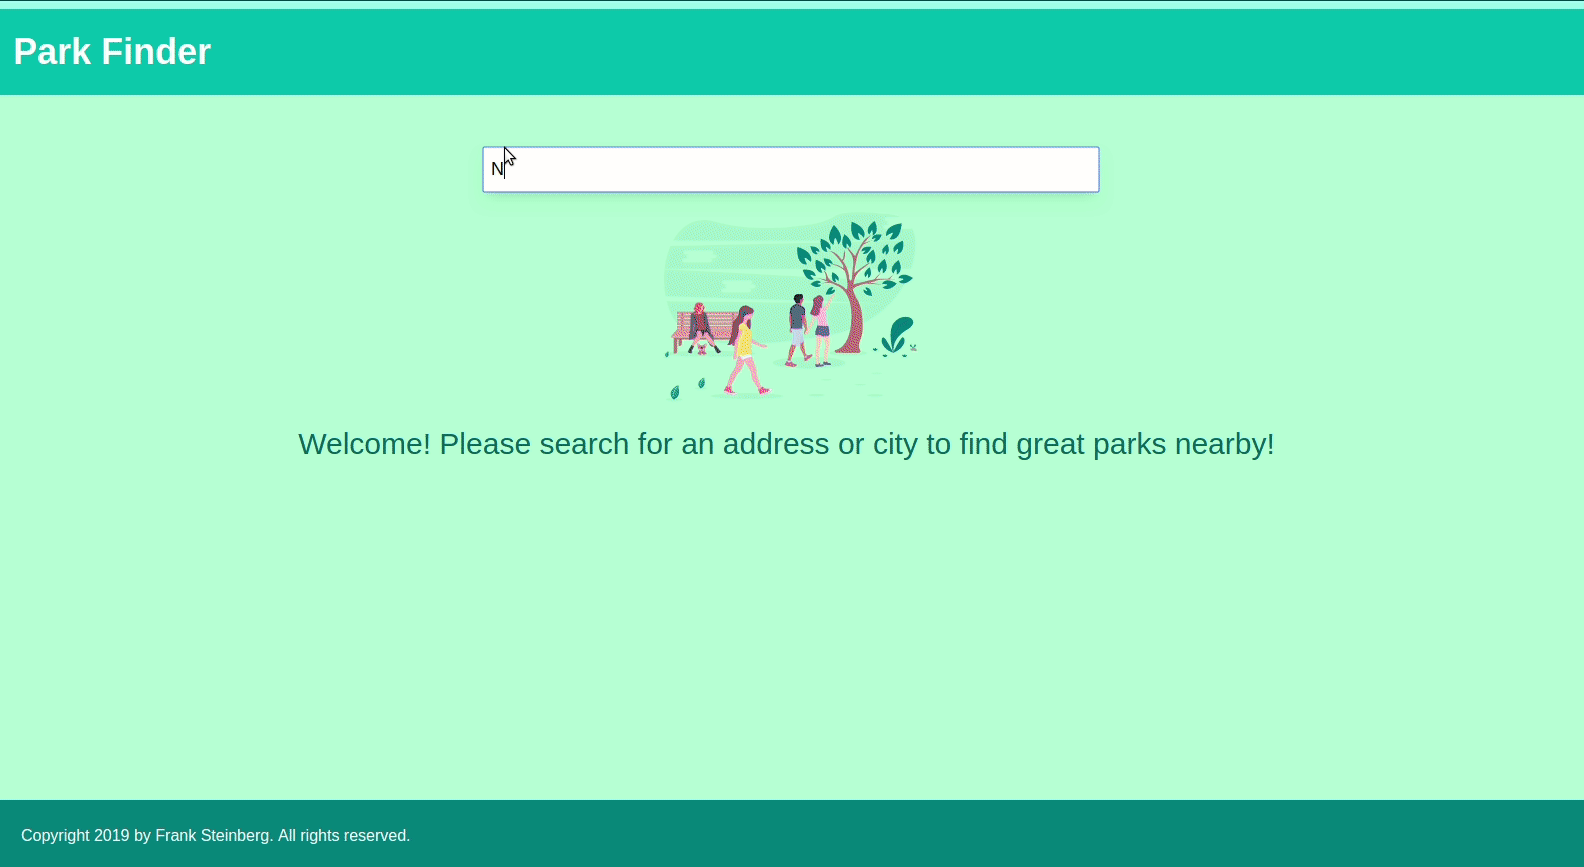 Park Finder
N
Welcome! Please search for an address or city to find great parks nearby!
Copyright 2019 by Frank Steinberg. All rights reserved.